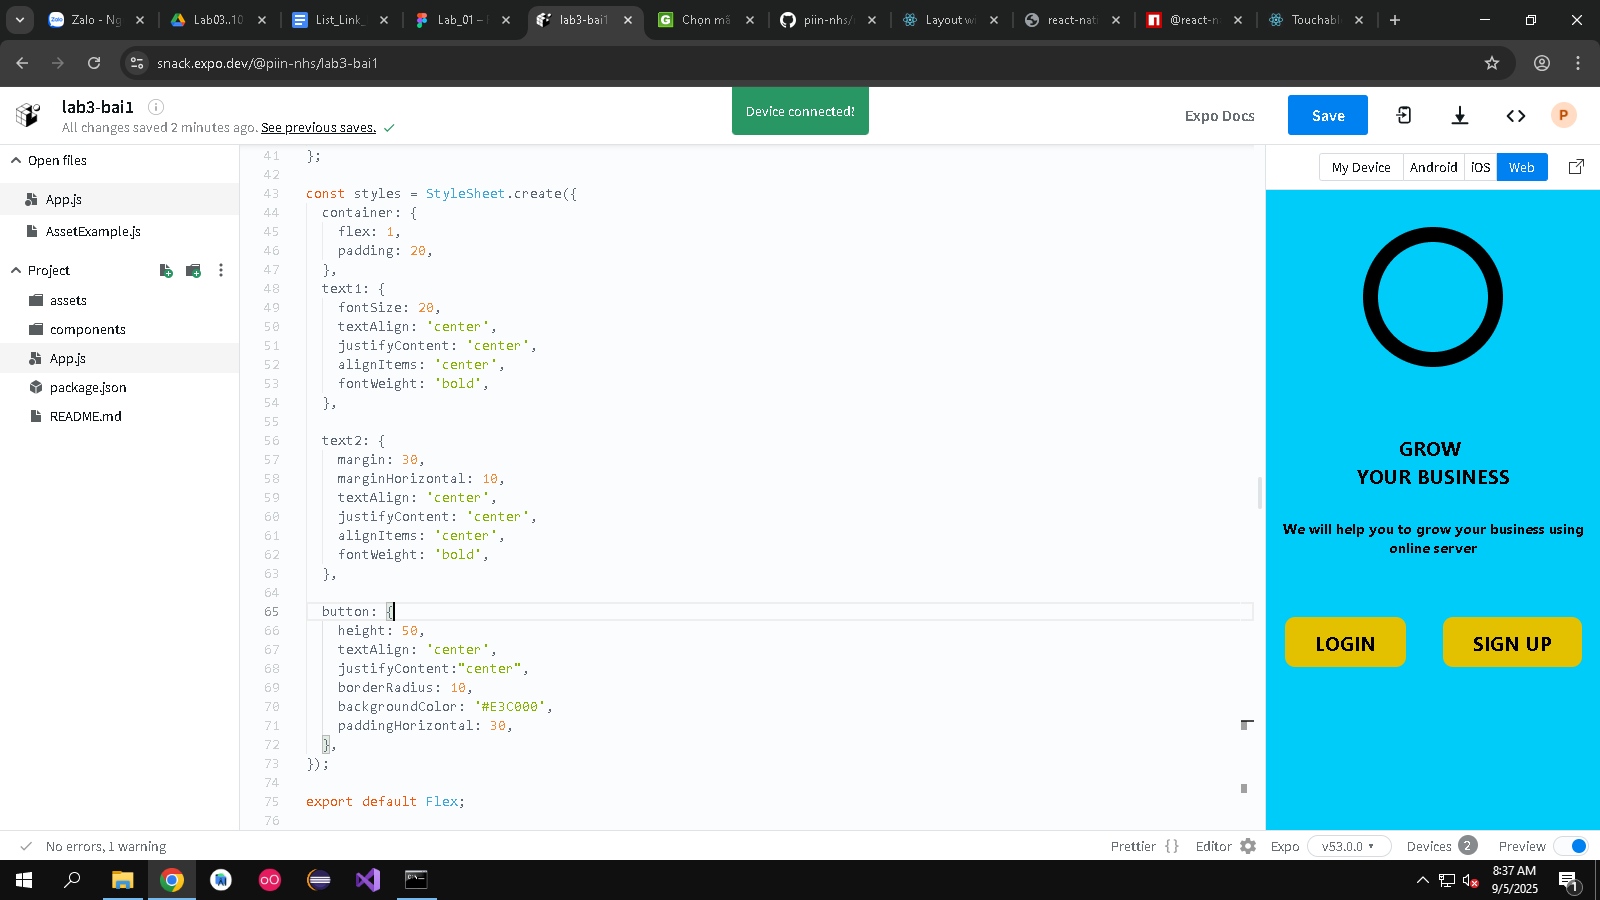 Zalo - Ng
Lab03..10
List_Link_
Lab_01 –
lab3-bai1
Chọn mã
piin-nhs/
Layout wi
react-nati
@react-n
Touchabl
snack.expo.dev/@piin-nhs/lab3-bai1
lab3-bai1
All changes saved 2 minutes ago. See previous saves.
Device connected!
Expo Docs
Save
P
Open files
App.js
AssetExample.js
Project
assets
components
App.js
package.json
README.md
41 };
42
43 const styles = StyleSheet.create({
44 container: {
45 flex: 1,
46 padding: 20,
47 },
48 text1: {
49 fontSize: 20,
50 textAlign: 'center',
51 justifyContent: 'center',
52 alignItems: 'center',
53 fontWeight: 'bold',
54 },
55
56 text2: {
57 margin: 30,
58 marginHorizontal: 10,
59 textAlign: 'center',
60 justifyContent: 'center',
61 alignItems: 'center',
62 fontWeight: 'bold',
63 },
64
65 button: {
66 height: 50,
67 textAlign: 'center',
68 justifyContent:"center",
69 borderRadius: 10,
70 backgroundColor: '#E3C000',
71 paddingHorizontal: 30,
72 },
73 });
74
75 export default Flex;
76
My Device
Android
iOS
Web
GROW
YOUR BUSINESS
We will help you to grow your business using
online server
LOGIN
SIGN UP
No errors, 1 warning
Prettier { }
Editor
Expo
v53.0.0
Devices
2
Preview
8:37 AM
9/5/2025
1